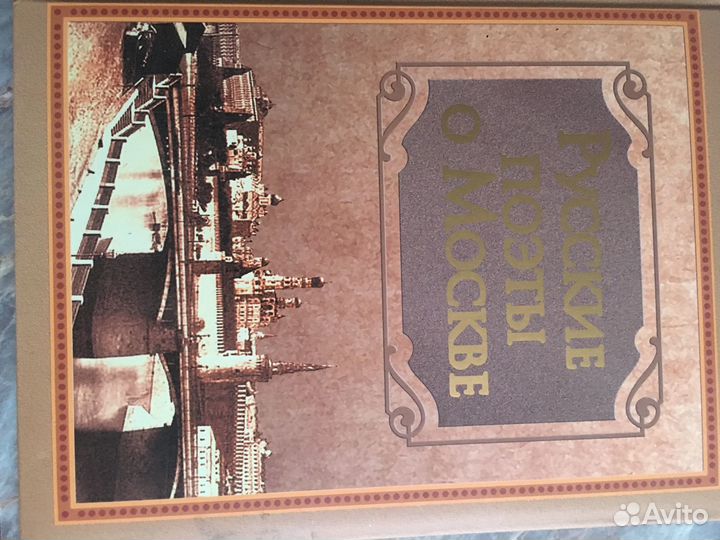 Русские
поэты
о Москве
Avito